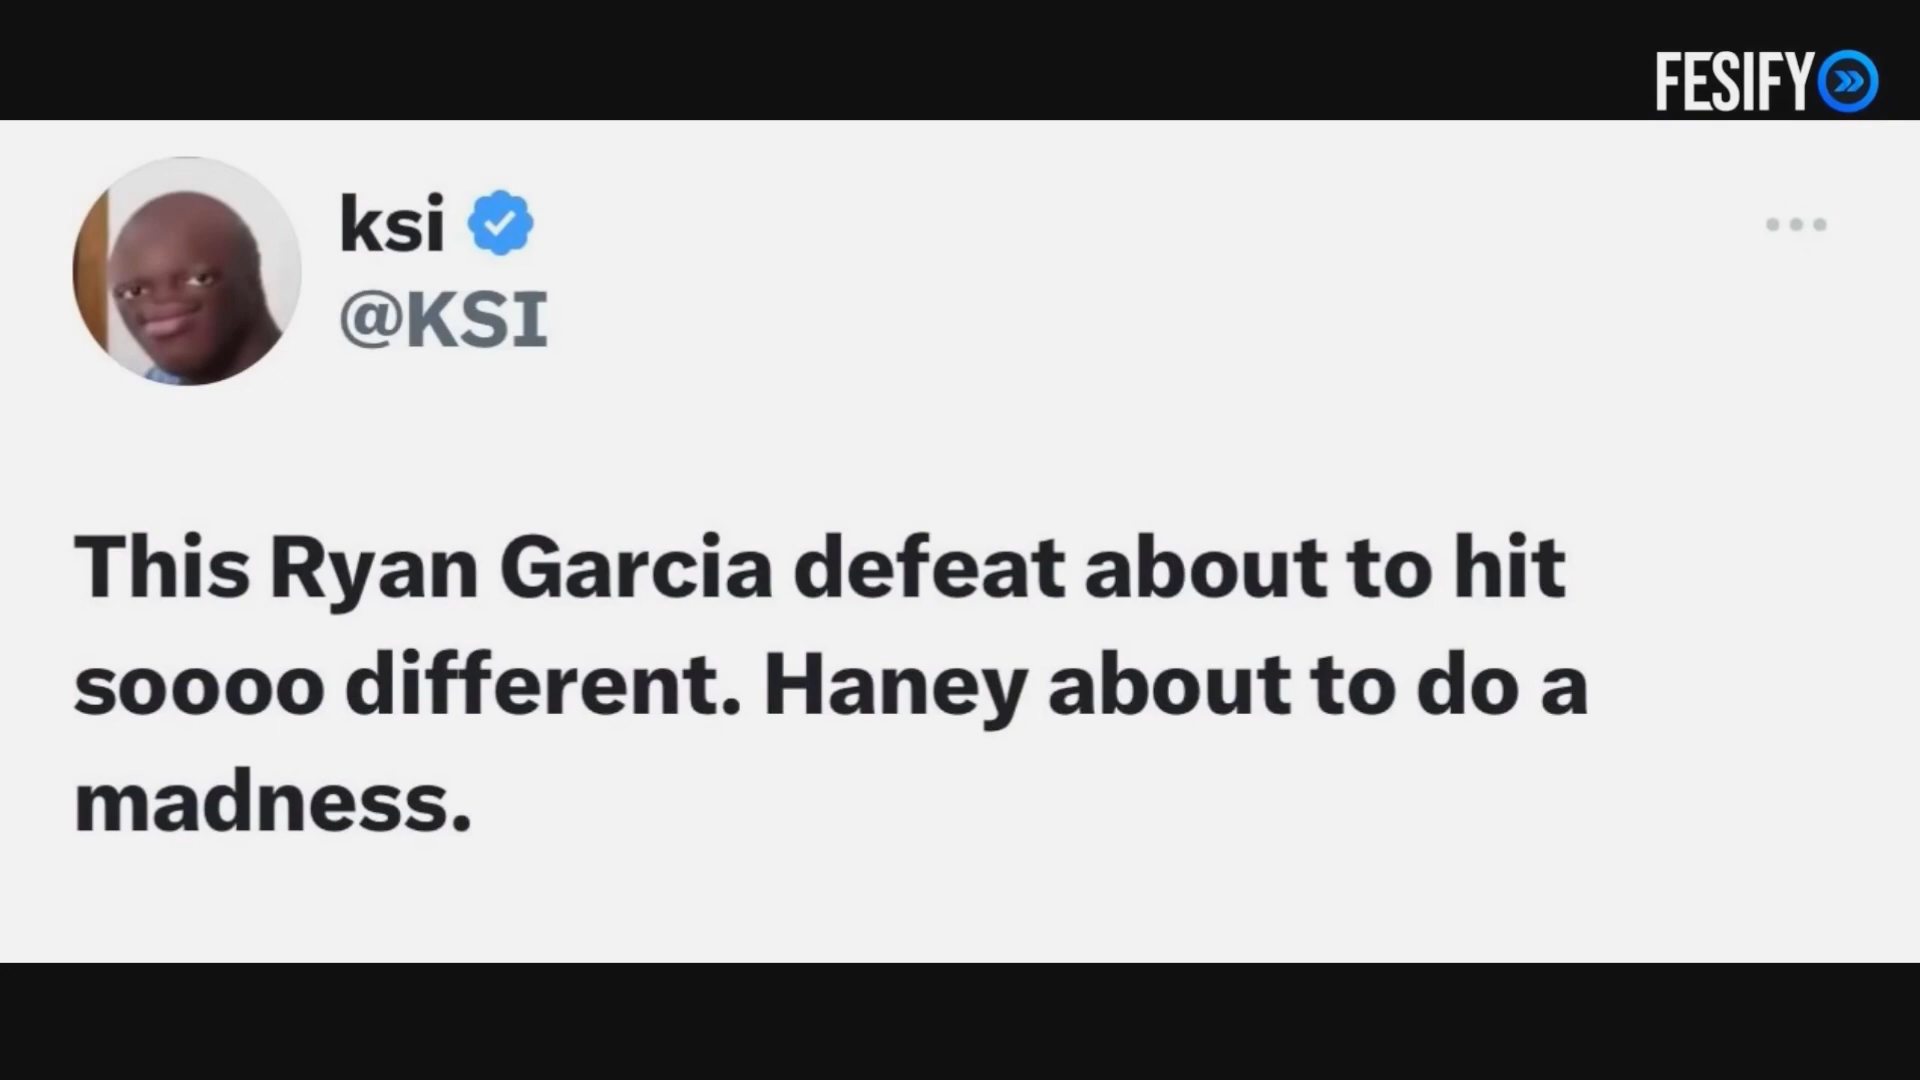 FESIFY
ksi
@KSI
This Ryan Garcia defeat about to hit
soooo different. Haney about to do a
madness.